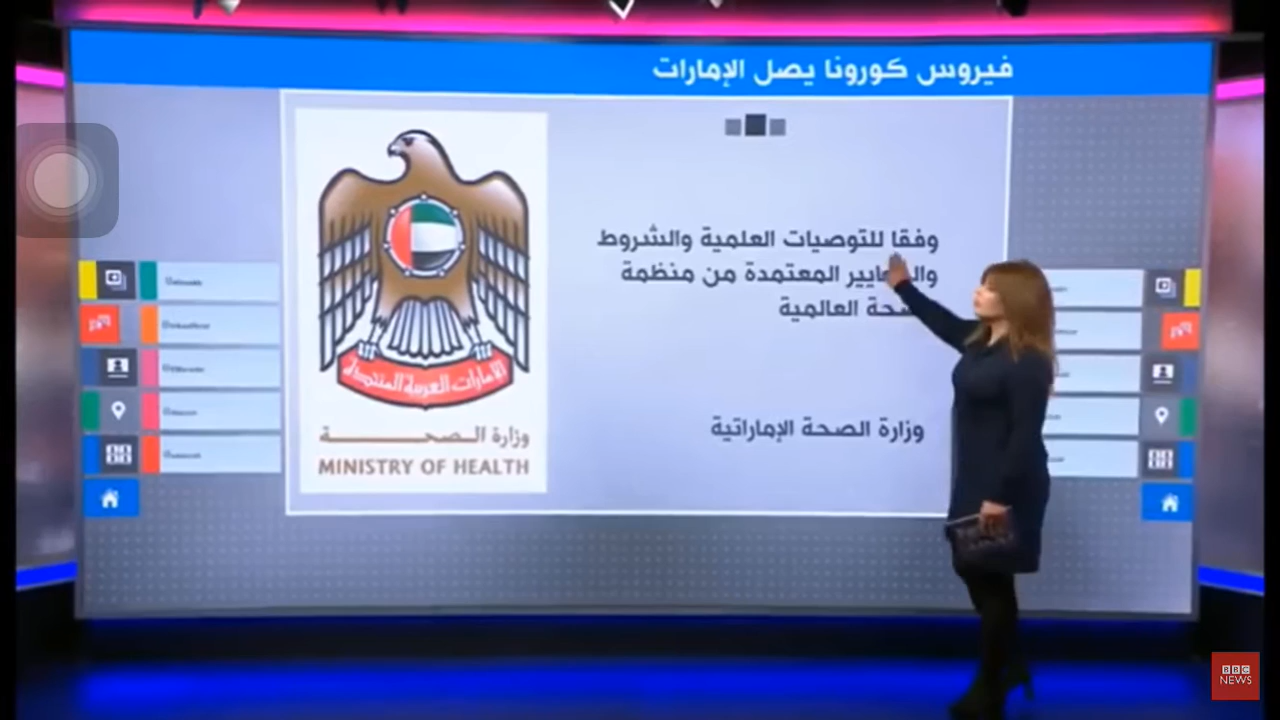 فيروس كورونا يصل الإمارات
وفقا للتوصيات العلمية والشروط
المعتمدة من منظمة
العالمية
وزارة الصحة الإماراتية
الإمارات العربية المتحدة
وزارة الصحة
MINISTRY OF HEALTH
BBC
NEWS